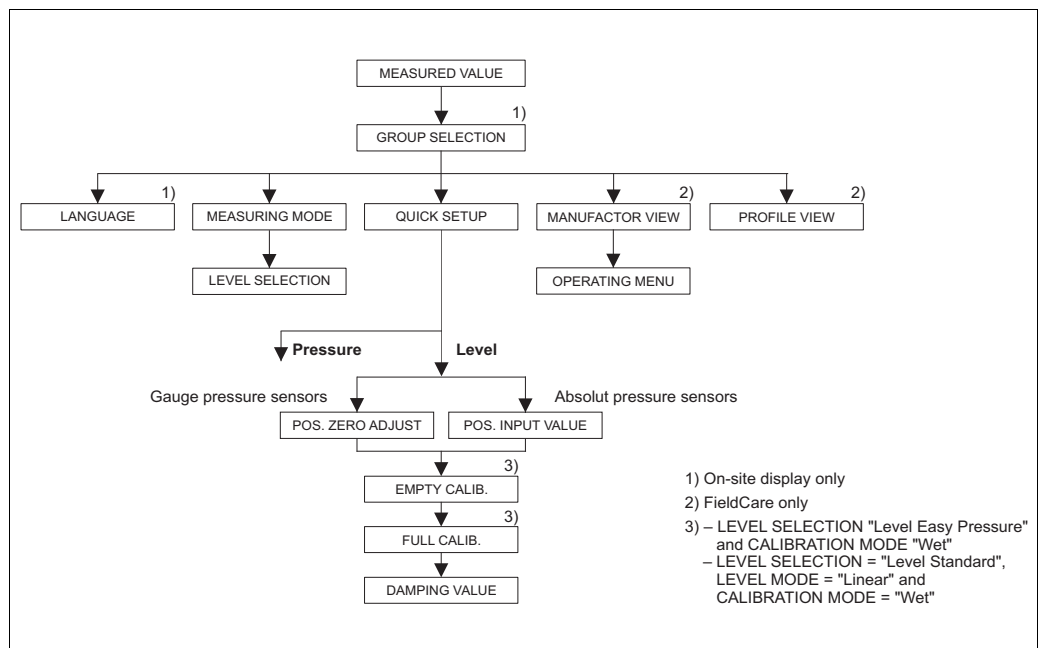 MEASURED VALUE
1)
GROUP SELECTION
1)
2)
2)
LANGUAGE
MEASURING MODE
QUICK SETUP
MANUFACTOR VIEW
PROFILE VIEW
LEVEL SELECTION
OPERATING MENU
Pressure
Level
Gauge pressure sensors
Absolut pressure sensors
POS. ZERO ADJUST
POS. INPUT VALUE
3)
EMPTY CALIB.
3)
FULL CALIB.
DAMPING VALUE
1) On-site display only
2) FieldCare only
3) – LEVEL SELECTION "Level Easy Pressure"
and CALIBRATION MODE "Wet"
– LEVEL SELECTION = "Level Standard",
LEVEL MODE = "Linear" and
CALIBRATION MODE = "Wet"